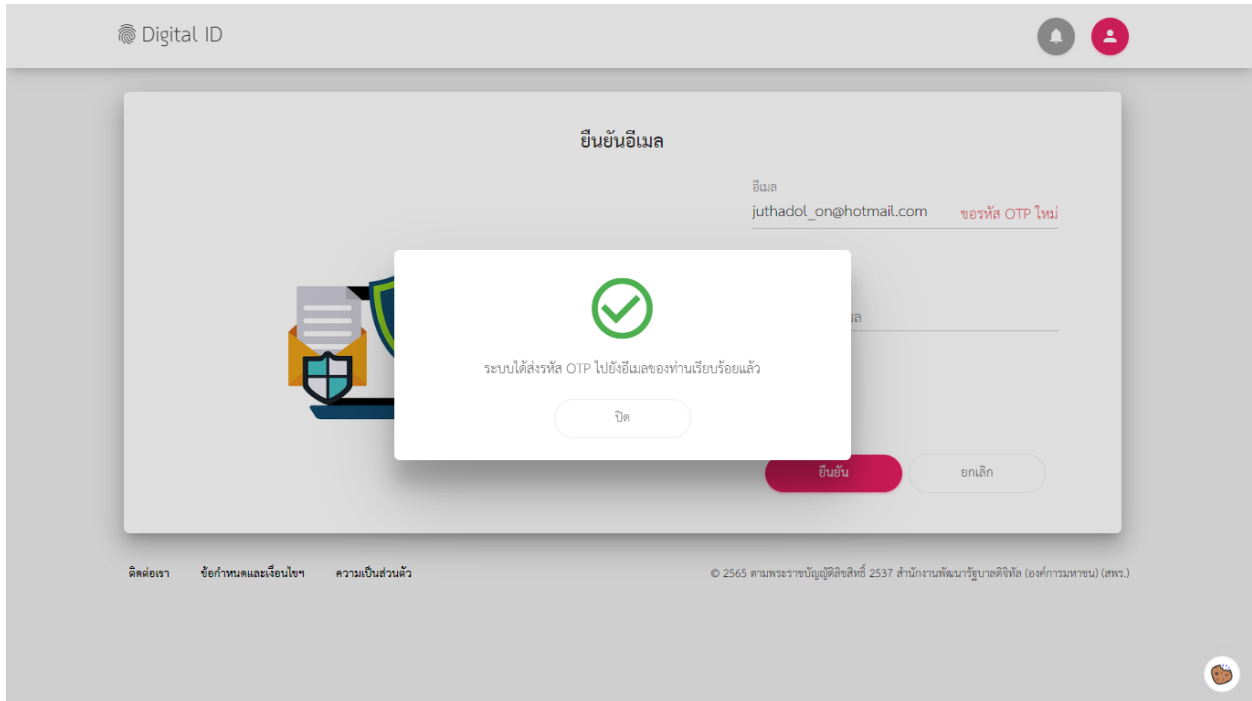 Digital ID
ยืนยันอีเมล
อีเมล
juthadol_on@hotmail.com ขอรหัส OTP ใหม่
ระบบได้ส่งรหัส OTP ไปยังอีเมลของท่านเรียบร้อยแล้ว
ปิด
ยืนยัน ยกเลิก
ติดต่อเรา ข้อกำหนดและเงื่อนไขฯ ความเป็นส่วนตัว
© 2565 ตามพระราชบัญญัติลิขสิทธิ์ 2537 สำนักงานพัฒนารัฐบาลดิจิทัล (องค์การมหาชน) (สพร.)